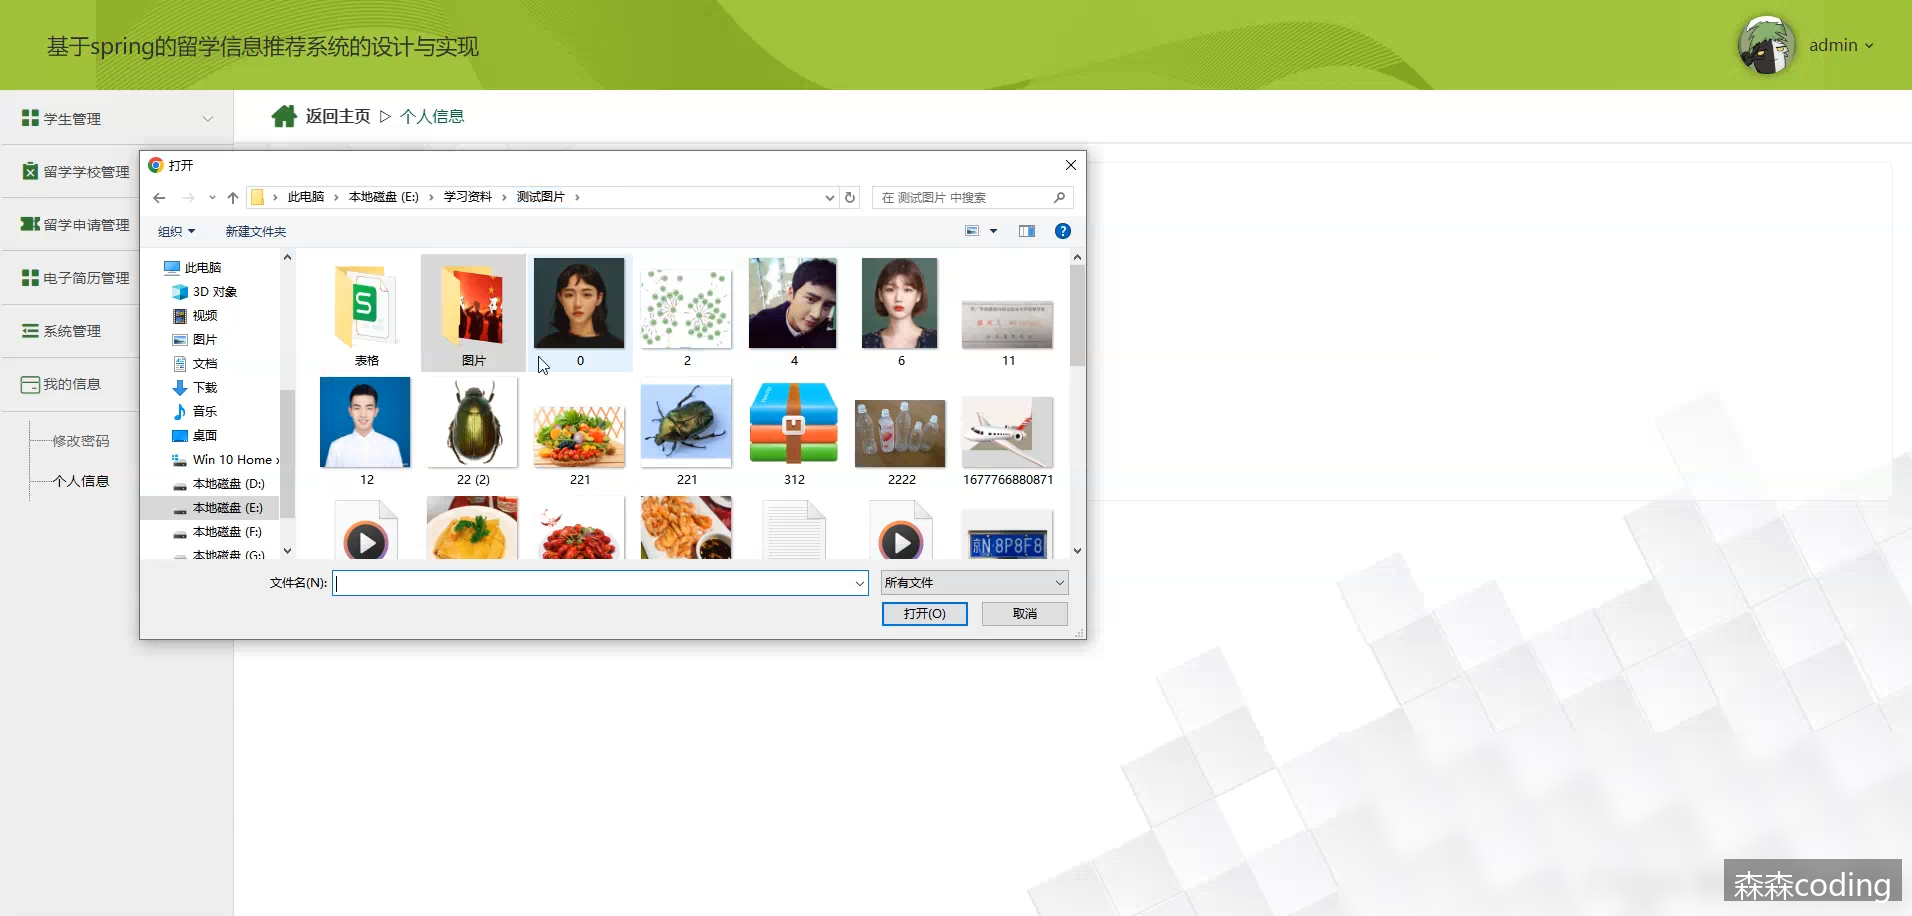 基于spring的留学信息推荐系统的设计与实现
admin
学生管理
返回主页 ▷ 个人信息
留学学校管理
留学申请管理
电子简历管理
系统管理
我的信息
修改密码
个人信息
打开
此电脑 › 本地磁盘 (E:) › 学习资料 › 测试图片 ›
在 测试图片 中搜索
组织
新建文件夹
此电脑
3D 对象
视频
图片
文档
下载
音乐
桌面
Win 10 Home
本地磁盘 (D:)
本地磁盘 (E:)
本地磁盘 (F:)
本地磁盘 (G:)
表格
图片
0
2
4
6
11
12
22 (2)
221
221
312
2222
1677766880871
京N 8P8F8
文件名(N):
所有文件
打开(O)
取消
森森coding